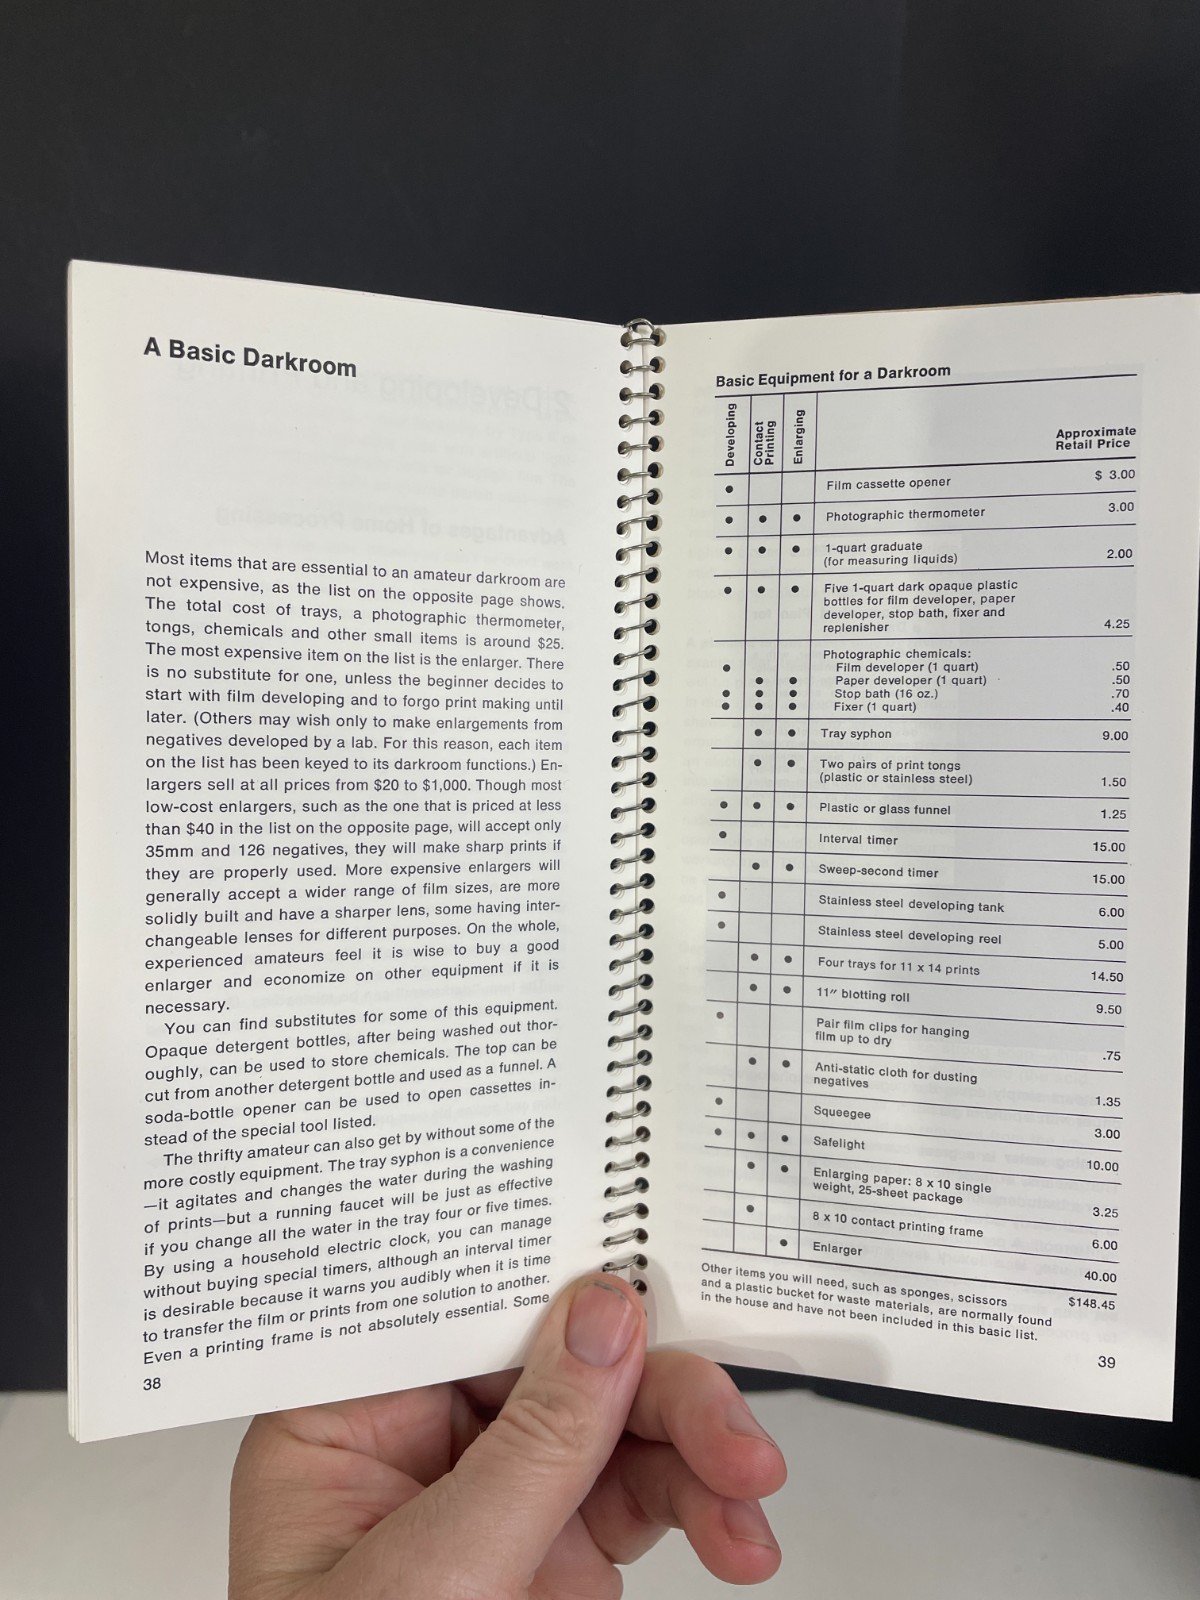 A Basic Darkroom
Most items that are essential to an amateur darkroom are
not expensive, as the list on the opposite page shows.
The total cost of trays, a photographic thermometer,
tongs, chemicals and other small items is around $25.
The most expensive item on the list is the enlarger. There
is no substitute for one, unless the beginner decides to
start with film developing and to forgo print making until
later. (Others may wish only to make enlargements from
negatives developed by a lab. For this reason, each item
on the list has been keyed to its darkroom functions.) En-
largers sell at all prices from $20 to $1,000. Though most
low-cost enlargers, such as the one that is priced at less
than $40 in the list on the opposite page, will accept only
35mm and 126 negatives, they will make sharp prints if
they are properly used. More expensive enlargers will
generally accept a wider range of film sizes, are more
solidly built and have a sharper lens, some having inter-
changeable lenses for different purposes. On the whole,
experienced amateurs feel it is wise to buy a good
enlarger and economize on other equipment if it is
necessary.
You can find substitutes for some of this equipment.
Opaque detergent bottles, after being washed out thor-
oughly, can be used to store chemicals. The top can be
cut from another detergent bottle and used as a funnel. A
soda-bottle opener can be used to open cassettes in-
stead of the special tool listed.
The thrifty amateur can also get by without some of the
more costly equipment. The tray syphon is a convenience
—it agitates and changes the water during the washing
of prints—but a running faucet will be just as effective
if you change all the water in the tray four or five times.
By using a household electric clock, you can manage
without buying special timers, although an interval timer
is desirable because it warns you audibly when it is time
to transfer the film or prints from one solution to another.
Even a printing frame is not absolutely essential. Some
38
Basic Equipment for a Darkroom
Developing
Contact
Printing
Enlarging
Approximate
Retail Price
• Film cassette opener $ 3.00
• • • Photographic thermometer 3.00
• • • 1-quart graduate
(for measuring liquids) 2.00
• • • Five 1-quart dark opaque plastic
bottles for film developer, paper
developer, stop bath, fixer and
replenisher 4.25
Photographic chemicals:
• Film developer (1 quart) .50
• • Paper developer (1 quart) .50
• • • Stop bath (16 oz.) .70
• • • Fixer (1 quart) .40
• • Tray syphon 9.00
• • Two pairs of print tongs
(plastic or stainless steel) 1.50
• • • Plastic or glass funnel 1.25
• Interval timer 15.00
• • Sweep-second timer 15.00
• Stainless steel developing tank 6.00
• Stainless steel developing reel 5.00
• • Four trays for 11 x 14 prints 14.50
• • 11″ blotting roll 9.50
• Pair film clips for hanging
film up to dry .75
• • Anti-static cloth for dusting
negatives 1.35
• Squeegee 3.00
• • • Safelight 10.00
• • Enlarging paper: 8 x 10 single
weight, 25-sheet package 3.25
• 8 x 10 contact printing frame 6.00
• Enlarger 40.00
$148.45
Other items you will need, such as sponges, scissors
and a plastic bucket for waste materials, are normally found
in the house and have not been included in this basic list.
39